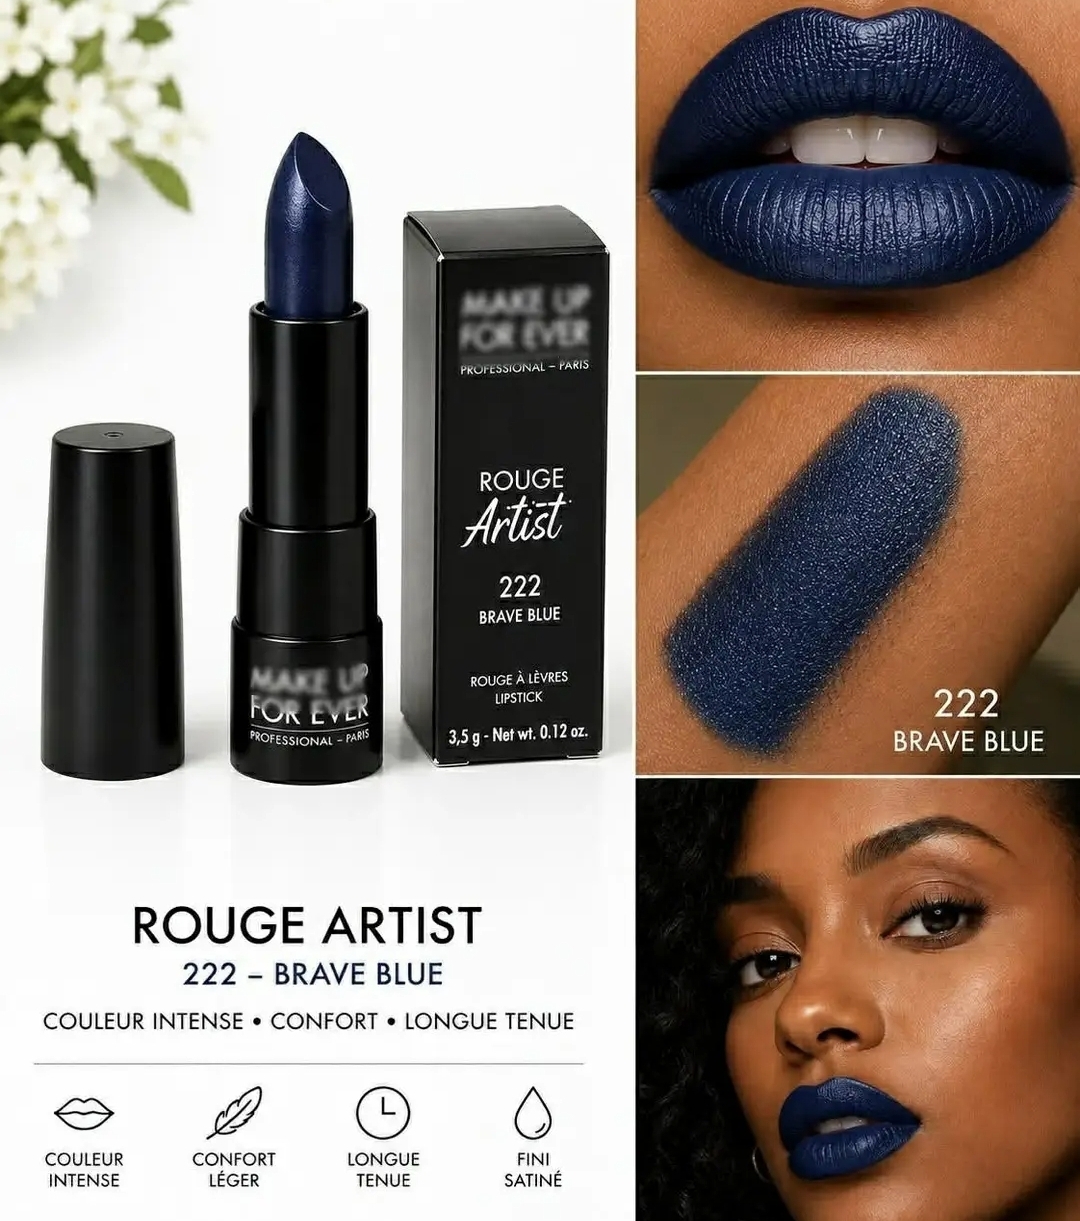 MAKE UP
FOR EVER
PROFESSIONAL – PARIS
ROUGE
Artist
222
BRAVE BLUE
ROUGE À LÈVRES
LIPSTICK
3,5 g - Net wt. 0.12 oz.
MAKE UP
FOR EVER
PROFESSIONAL – PARIS
222
BRAVE BLUE
ROUGE ARTIST
222 – BRAVE BLUE
COULEUR INTENSE • CONFORT • LONGUE TENUE
COULEUR
INTENSE
CONFORT
LÉGER
LONGUE
TENUE
FINI
SATINÉ